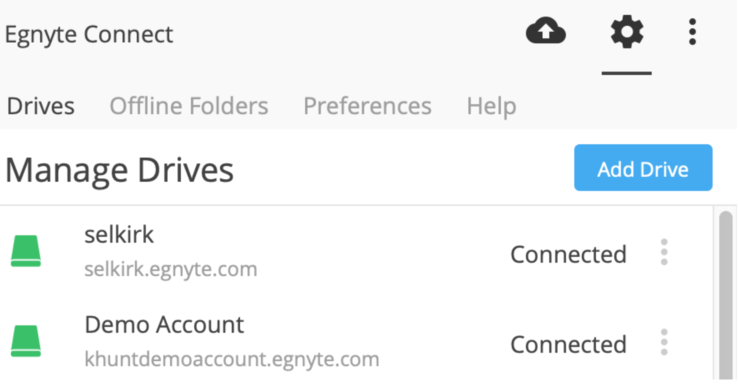 Egnyte Connect
Drives Offline Folders Preferences Help
Manage Drives Add Drive
selkirk
selkirk.egnyte.com
Connected
Demo Account
khuntdemoaccount.egnyte.com
Connected